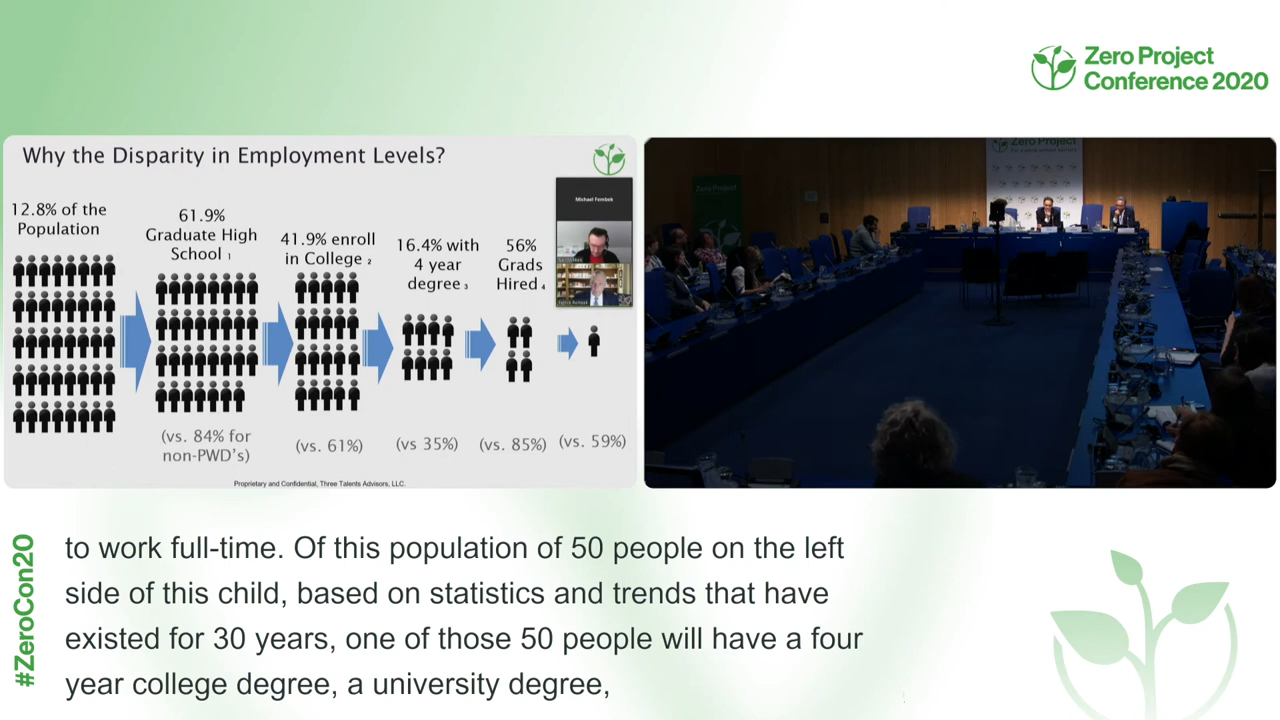 Zero Project
Conference 2020
Why the Disparity in Employment Levels?
12.8% of the
Population
61.9%
Graduate High
School 1
41.9% enroll
in College 2
16.4% with
4 year
degree 3
56%
Grads
Hired 4
(vs. 84% for
non-PWD's)
(vs. 61%)
(vs 35%)
(vs. 85%)
(vs. 59%)
Proprietary and Confidential, Three Talents Advisors, LLC.
Michael Fembek
Zero Project
#ZeroCon20
to work full-time. Of this population of 50 people on the left
side of this child, based on statistics and trends that have
existed for 30 years, one of those 50 people will have a four
year college degree, a university degree,